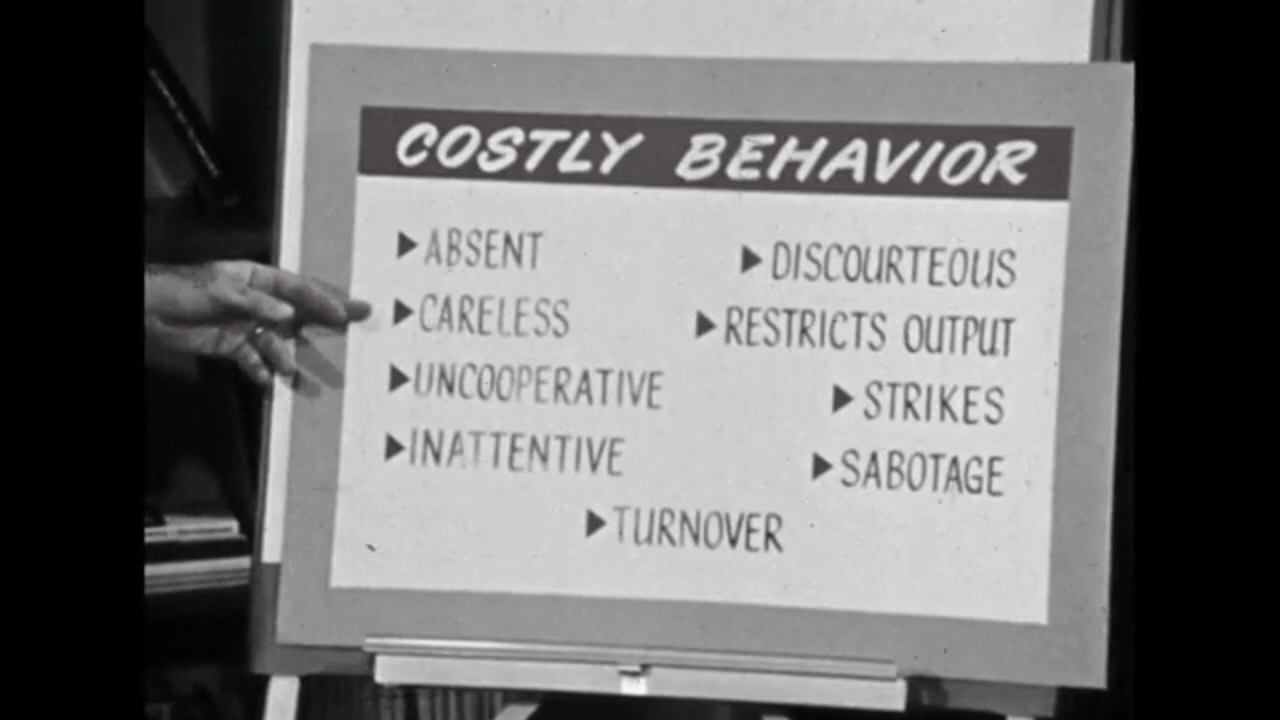 COSTLY BEHAVIOR
▶ABSENT
▶CARELESS
▶UNCOOPERATIVE
▶INATTENTIVE
▶DISCOURTEOUS
▶RESTRICTS OUTPUT
▶STRIKES
▶SABOTAGE
▶TURNOVER